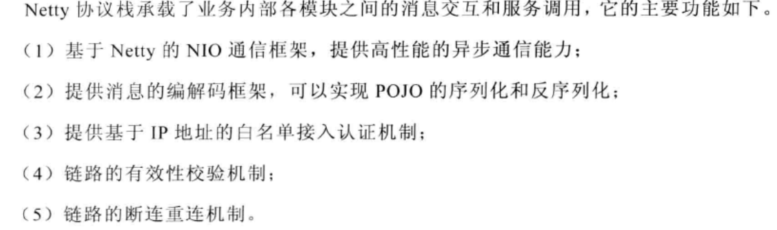 Netty 协议栈承载了业务内部各模块之间的消息交互和服务调用，它的主要功能如下。
（1）基于 Netty 的 NIO 通信框架，提供高性能的异步通信能力；
（2）提供消息的编解码框架，可以实现 POJO 的序列化和反序列化；
（3）提供基于 IP 地址的白名单接入认证机制；
（4）链路的有效性校验机制；
（5）链路的断连重连机制。